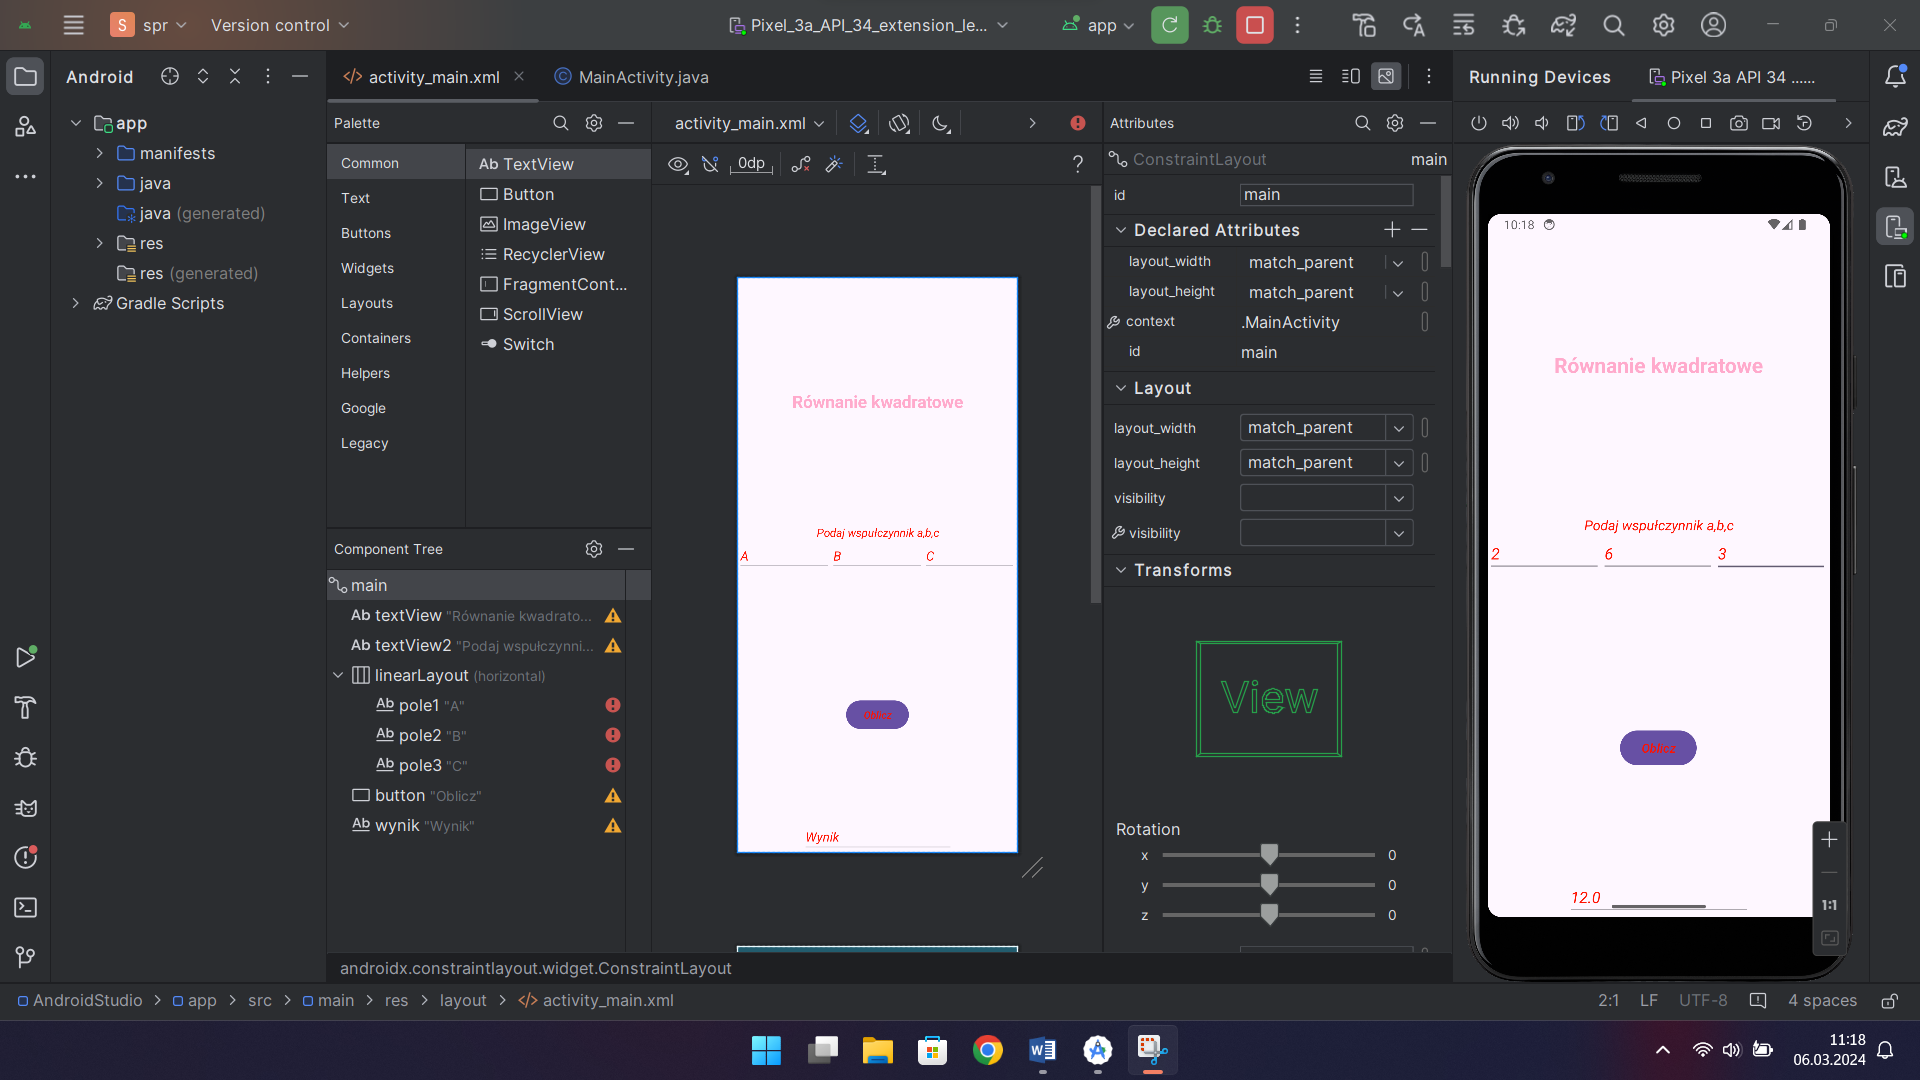 S spr
Version control
Pixel_3a_API_34_extension_le...
app
Android
activity_main.xml
MainActivity.java
Running Devices
Pixel 3a API 34 ......
app
manifests
java
java (generated)
res
res (generated)
Gradle Scripts
Palette
Common
Text
Buttons
Widgets
Layouts
Containers
Helpers
Google
Legacy
Ab TextView
Button
ImageView
RecyclerView
FragmentCont...
ScrollView
Switch
Component Tree
main
Ab textView "Równanie kwadrato...
Ab textView2 "Podaj wspułczynni...
linearLayout (horizontal)
Ab pole1 "A"
Ab pole2 "B"
Ab pole3 "C"
button "Oblicz"
Ab wynik "Wynik"
activity_main.xml
0dp
?
Równanie kwadratowe
Podaj wspułczynnik a,b,c
A B C
Oblicz
Wynik
androidx.constraintlayout.widget.ConstraintLayout
Attributes
ConstraintLayout main
id main
Declared Attributes
layout_width match_parent
layout_height match_parent
context .MainActivity
id main
Layout
layout_width match_parent
layout_height match_parent
visibility
visibility
Transforms
View
Rotation
x 0
y 0
z 0
10:18
Równanie kwadratowe
Podaj wspułczynnik a,b,c
2 6 3
Oblicz
12.0
1:1
AndroidStudio > app > src > main > res > layout > activity_main.xml
2:1 LF UTF-8 4 spaces
11:18
06.03.2024